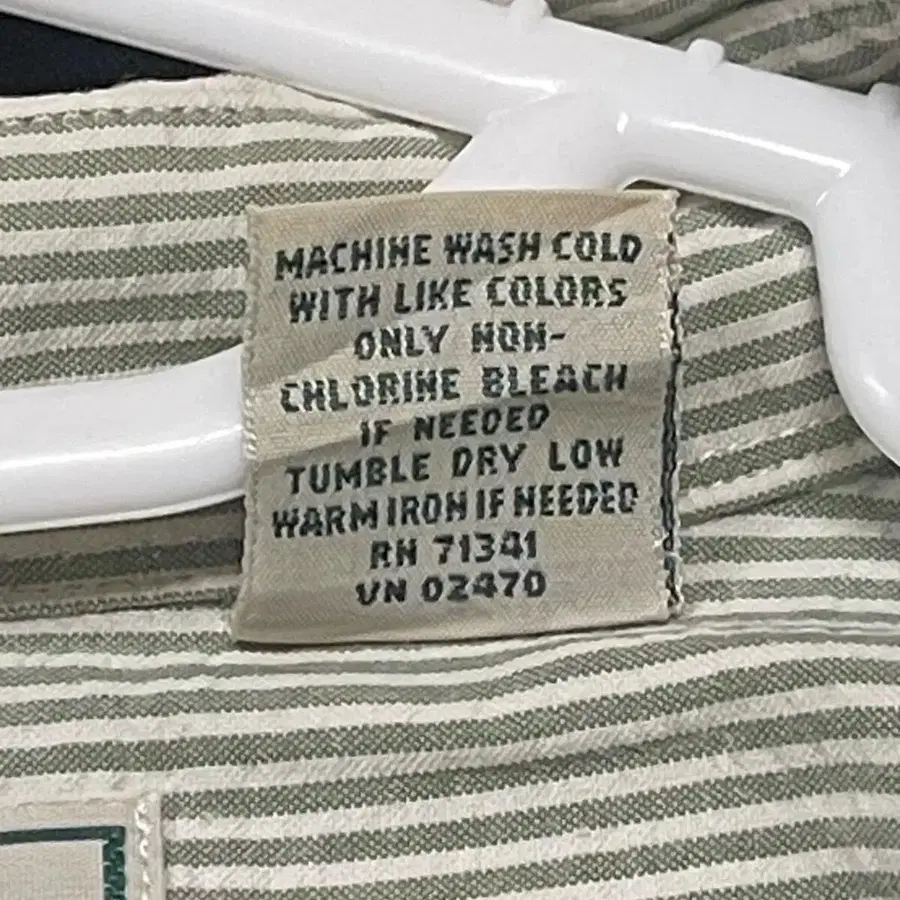 MACHINE WASH COLD
WITH LIKE COLORS
ONLY NON-
CHLORINE BLEACH
IF NEEDED
TUMBLE DRY LOW
WARM IRON IF NEEDED
RN 71341
VN 02470